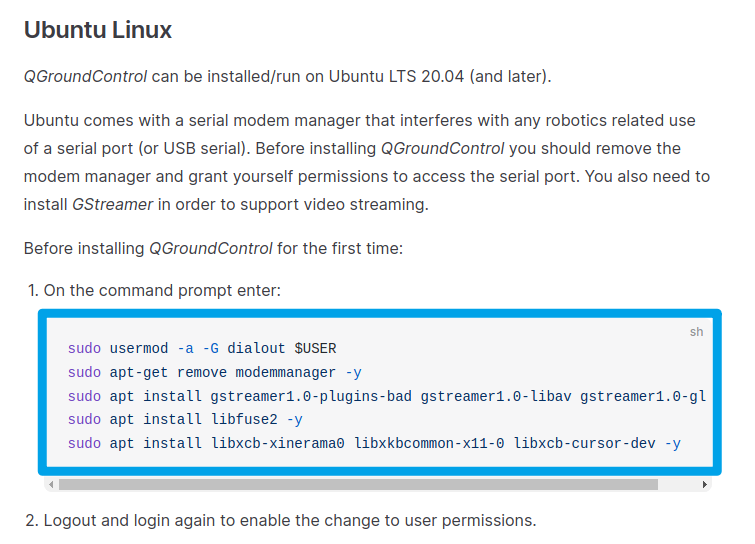 Ubuntu Linux
QGroundControl can be installed/run on Ubuntu LTS 20.04 (and later).
Ubuntu comes with a serial modem manager that interferes with any robotics related use
of a serial port (or USB serial). Before installing QGroundControl you should remove the
modem manager and grant yourself permissions to access the serial port. You also need to
install GStreamer in order to support video streaming.
Before installing QGroundControl for the first time:
1. On the command prompt enter:
sh
sudo usermod -a -G dialout $USER
sudo apt-get remove modemmanager -y
sudo apt install gstreamer1.0-plugins-bad gstreamer1.0-libav gstreamer1.0-gl
sudo apt install libfuse2 -y
sudo apt install libxcb-xinerama0 libxkbcommon-x11-0 libxcb-cursor-dev -y
2. Logout and login again to enable the change to user permissions.